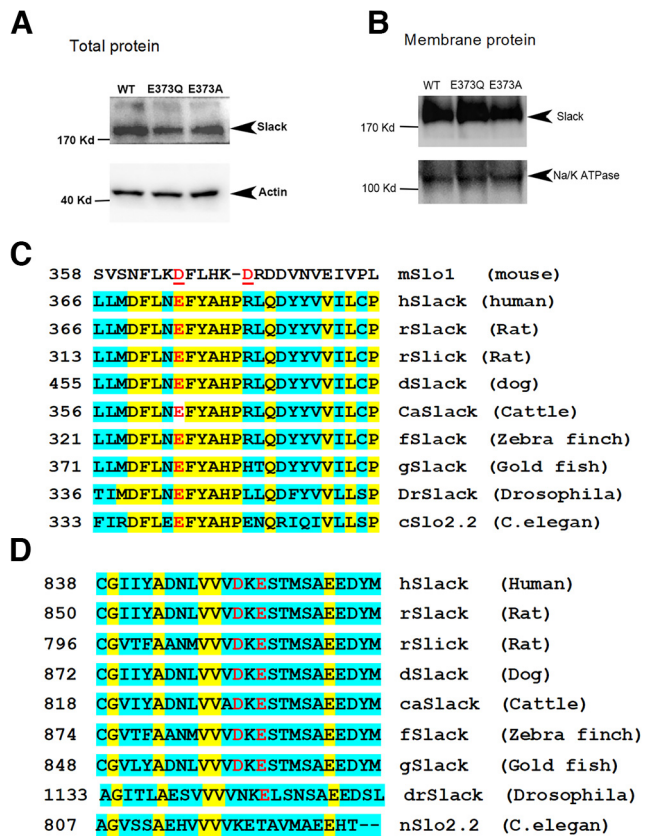 A
Total protein
WT E373Q E373A
Slack
170 Kd
Actin
40 Kd
B
Membrane protein
WT E373Q E373A
Slack
170 Kd
Na/K ATPase
100 Kd
C
358 SVSNFLKDFLHK-DRDDVNVEIVPL mSlo1 (mouse)
366 LLMDFLNEFYAHPRLQDYYVVILCP hSlack (human)
366 LLMDFLNEFYAHPRLQDYYVVILCP rSlack (Rat)
313 LLMDFLNEFYAHPRLQDYYVVILCP rSlick (Rat)
455 LLMDFLNEFYAHPRLQDYYVVILCP dSlack (dog)
356 LLMDFLNEFYAHPRLQDYYVVILCP CaSlack (Cattle)
321 LLMDFLNEFYAHPRLQDYYVVILCP fSlack (Zebra finch)
371 LLMDFLNEFYAHPHTQDYYVVILCP gSlack (Gold fish)
336 TIMDFLNEFYAHPLLQDFYVVLLSP DrSlack (Drosophila)
333 FIRDFLEEFYAHPENQRIQIVLLSP cSlo2.2 (C.elegan)
D
838 CGIIYADNLVVVDKESTMSAEEDYM hSlack (Human)
850 CGIIYADNLVVVDKESTMSAEEDYM rSlack (Rat)
796 CGVTFAANMVVVDKESTMSAEEDYM rSlick (Rat)
872 CGIIYADNLVVVDKESTMSAEEDYM dSlack (Dog)
818 CGVIYADNLVVADKESTMSAEEDYM caSlack (Cattle)
874 CGVTFAANMVVVDKESTMSAEEDYM fSlack (Zebra finch)
848 CGVLYADNLVVVDKESTMSAEEDYM gSlack (Gold fish)
1133 AGITLAESVVVVNKELSNSAEEDSL drSlack (Drosophila)
807 AGVSSAEHVVVVKETAVMAEEHT-- nSlo2.2 (C.elegan)